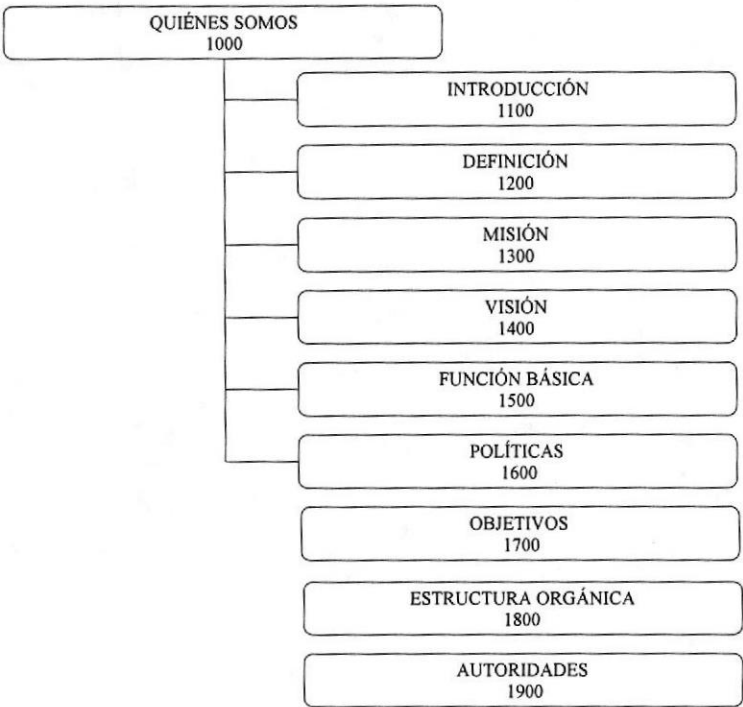 QUIÉNES SOMOS
1000
INTRODUCCIÓN
1100
DEFINICIÓN
1200
MISIÓN
1300
VISIÓN
1400
FUNCIÓN BÁSICA
1500
POLÍTICAS
1600
OBJETIVOS
1700
ESTRUCTURA ORGÁNICA
1800
AUTORIDADES
1900